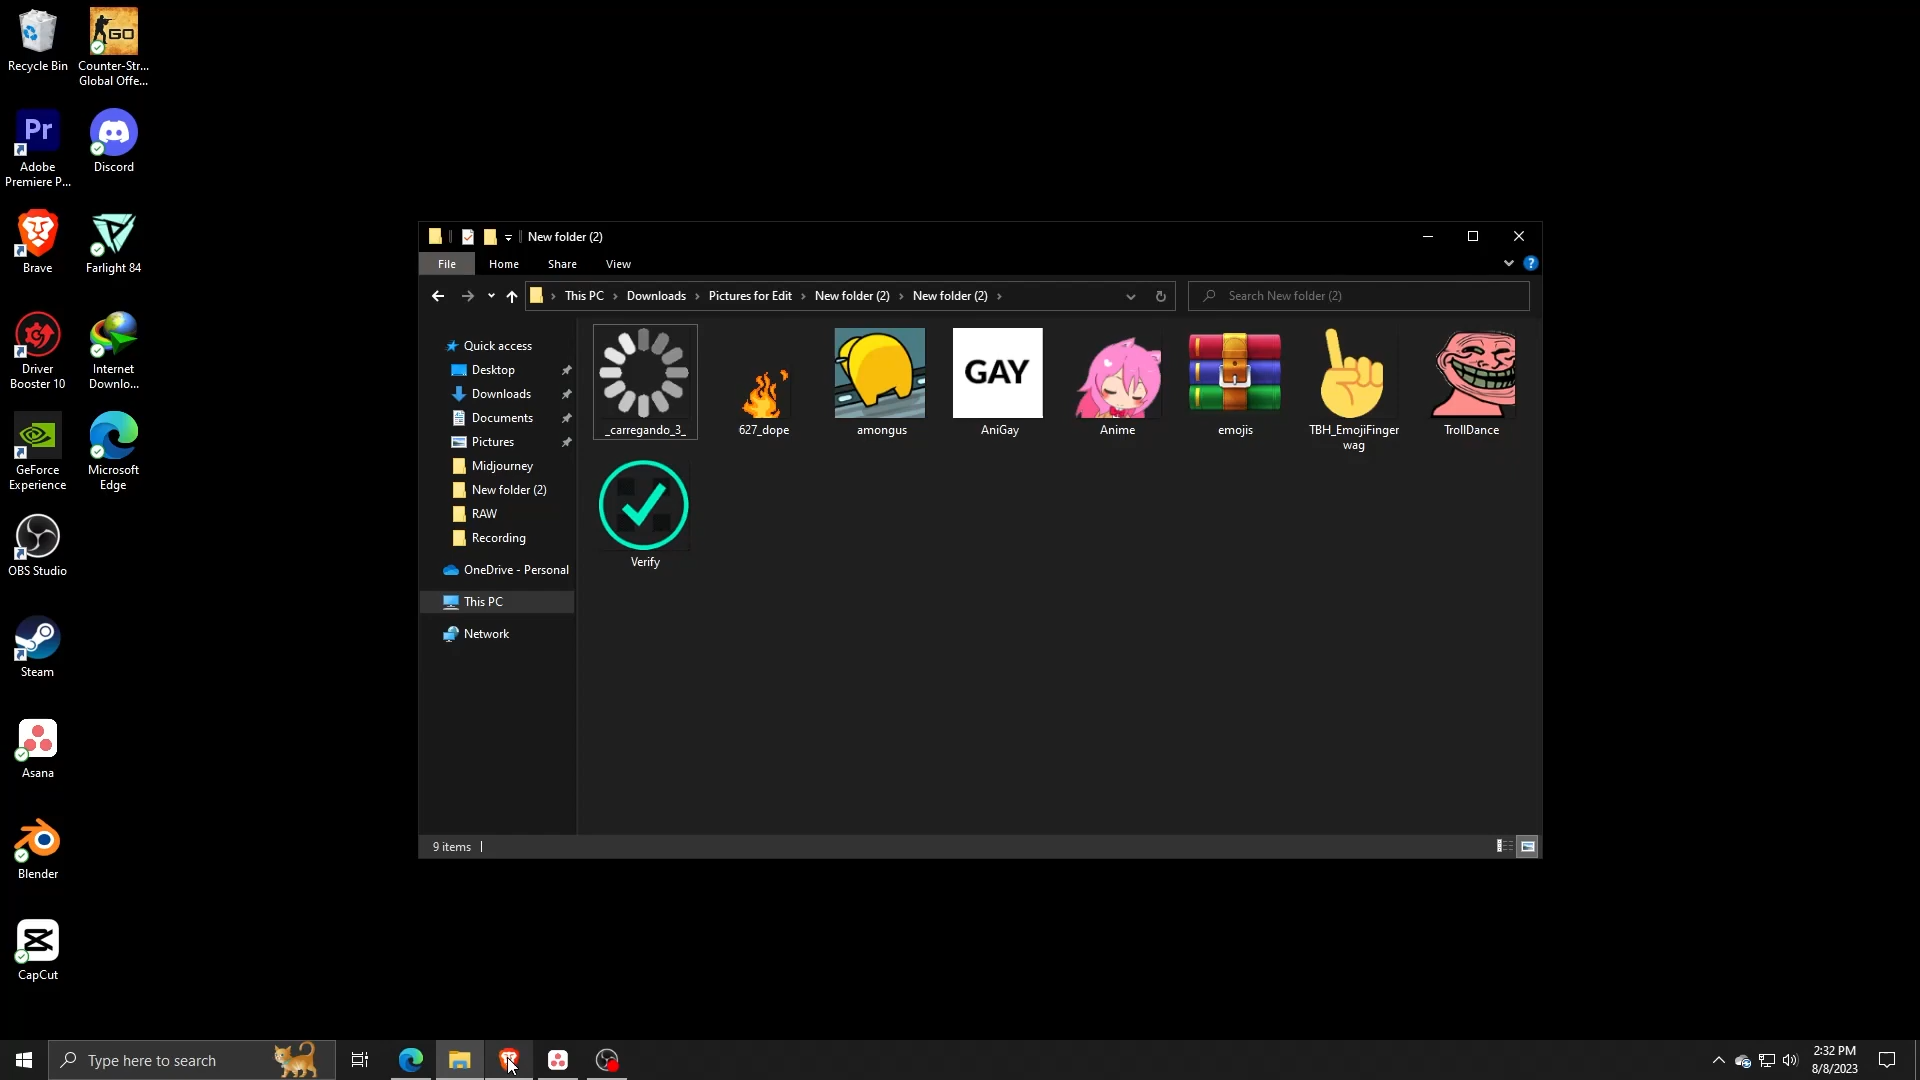 Recycle Bin
Counter-Str...
Global Offe...
GO
Pr
Adobe
Premiere P...
Discord
Brave
Farlight 84
Driver
Booster 10
Internet
Downlo...
GeForce
Experience
Microsoft
Edge
OBS Studio
Steam
Asana
Blender
CapCut
New folder (2)
File
Home
Share
View
?
This PC
Downloads
Pictures for Edit
New folder (2)
New folder (2)
Search New folder (2)
Quick access
Desktop
Downloads
Documents
Pictures
Midjourney
New folder (2)
RAW
Recording
OneDrive - Personal
This PC
Network
GAY
_carregando_3_
627_dope
amongus
AniGay
Anime
emojis
TBH_EmojiFinger
wag
TrollDance
Verify
9 items
Type here to search
2:32 PM
8/8/2023